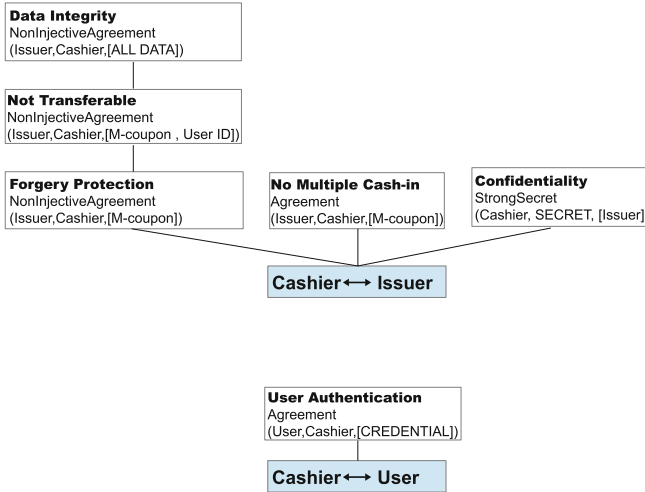 Data Integrity
NonInjectiveAgreement
(Issuer,Cashier,[ALL DATA])
Not Transferable
NonInjectiveAgreement
(Issuer,Cashier,[M-coupon , User ID])
Forgery Protection
NonInjectiveAgreement
(Issuer,Cashier,[M-coupon])
No Multiple Cash-in
Agreement
(Issuer,Cashier,[M-coupon])
Confidentiality
StrongSecret
(Cashier, SECRET, [Issuer]
Cashier ↔ Issuer
User Authentication
Agreement
(User,Cashier,[CREDENTIAL])
Cashier ↔ User